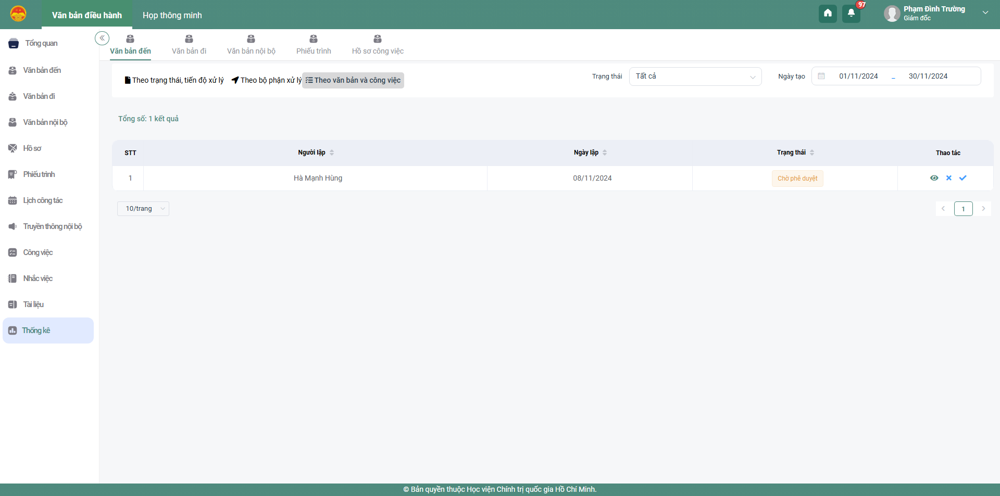 Văn bản điều hành
Họp thông minh
97
Phạm Đình Trường
Giám đốc
Tổng quan
Văn bản đến
Văn bản đi
Văn bản nội bộ
Hồ sơ
Phiếu trình
Lịch công tác
Truyền thông nội bộ
Công việc
Nhắc việc
Tài liệu
Thống kê
Văn bản đến
Văn bản đi
Văn bản nội bộ
Phiếu trình
Hồ sơ công việc
Theo trạng thái, tiến độ xử lý
Theo bộ phận xử lý
Theo văn bản và công việc
Trạng thái
Tất cả
Ngày tạo
01/11/2024
_
30/11/2024
Tổng số: 1 kết quả
STT
Người lập
Ngày lập
Trạng thái
Thao tác
1
Hà Mạnh Hùng
08/11/2024
Chờ phê duyệt
10/trang
1
© Bản quyền thuộc Học viện Chính trị quốc gia Hồ Chí Minh.